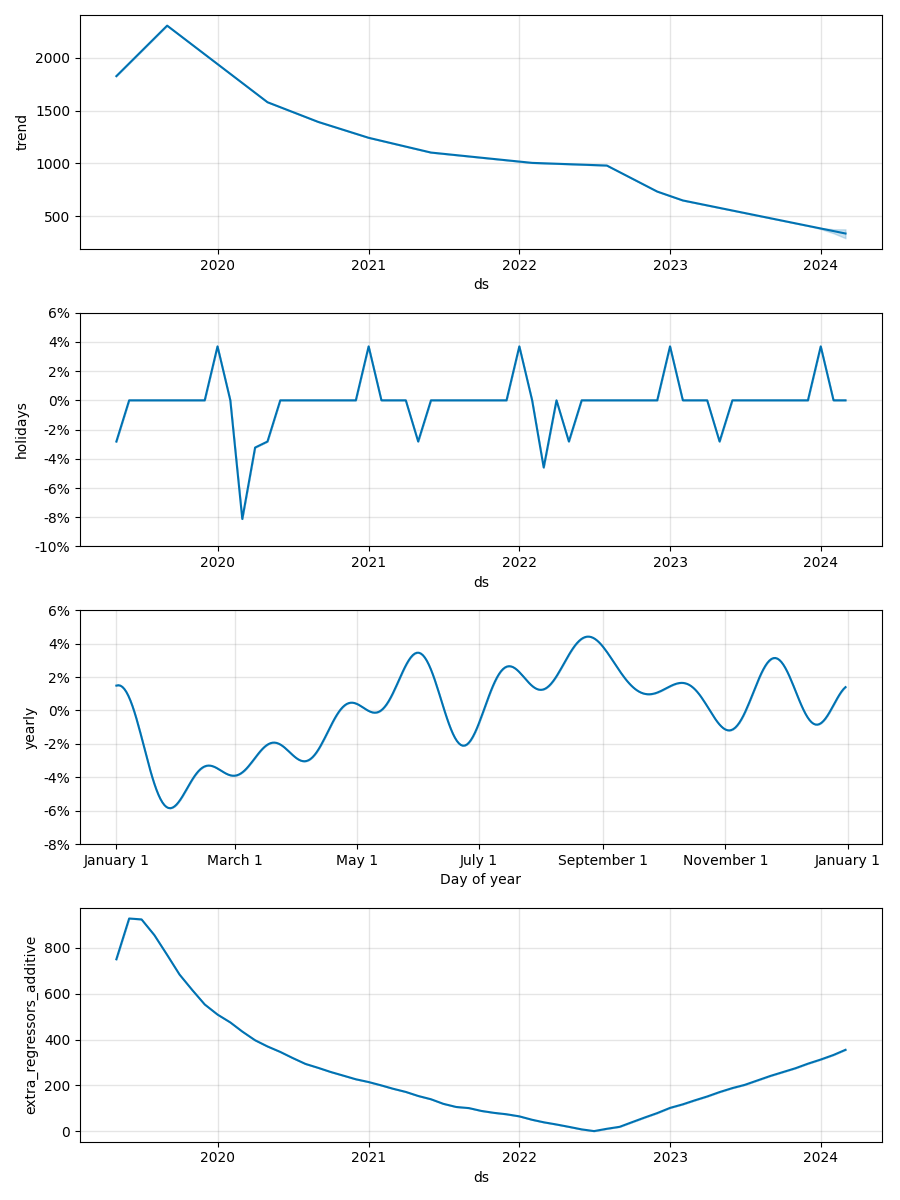 2000
1500
1000
500
trend
2020 2021 2022 2023 2024
ds
6%
4%
2%
0%
-2%
-4%
-6%
-8%
-10%
holidays
2020 2021 2022 2023 2024
ds
6%
4%
2%
0%
-2%
-4%
-6%
-8%
yearly
January 1 March 1 May 1 July 1 September 1 November 1 January 1
Day of year
800
600
400
200
0
extra_regressors_additive
2020 2021 2022 2023 2024
ds